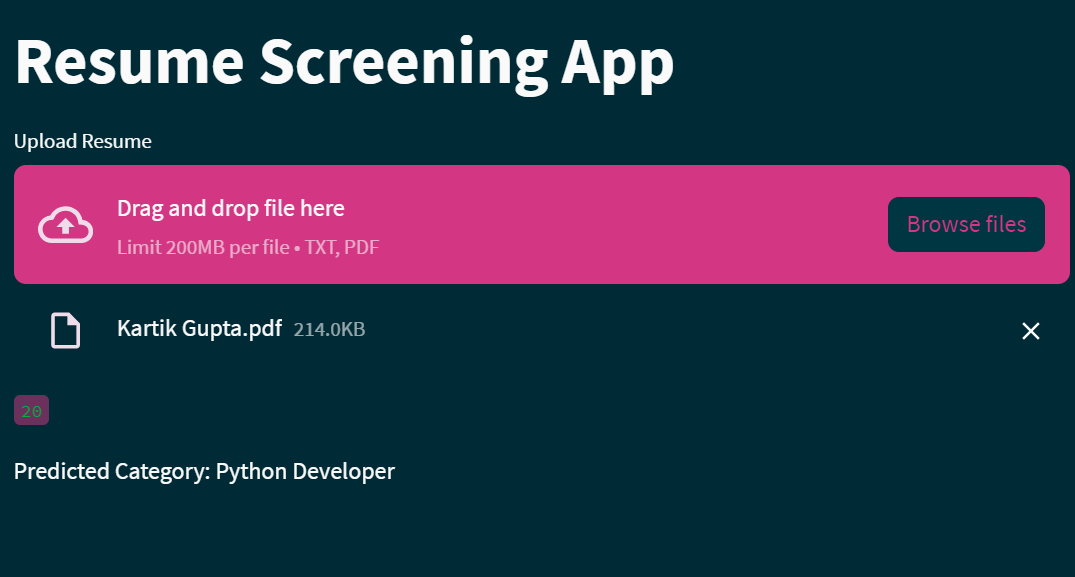 Resume Screening App
Upload Resume
Drag and drop file here
Limit 200MB per file • TXT, PDF
Browse files
Kartik Gupta.pdf 214.0KB
20
Predicted Category: Python Developer